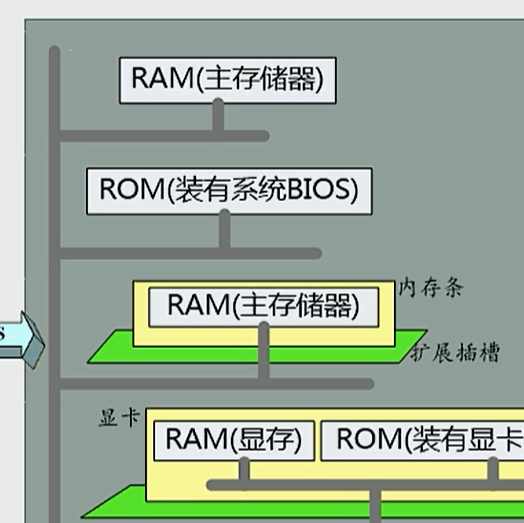 RAM(主存储器)
ROM(装有系统BIOS)
内存条
RAM(主存储器)
s
扩展插槽
显卡
RAM(显存)
ROM(装有显卡